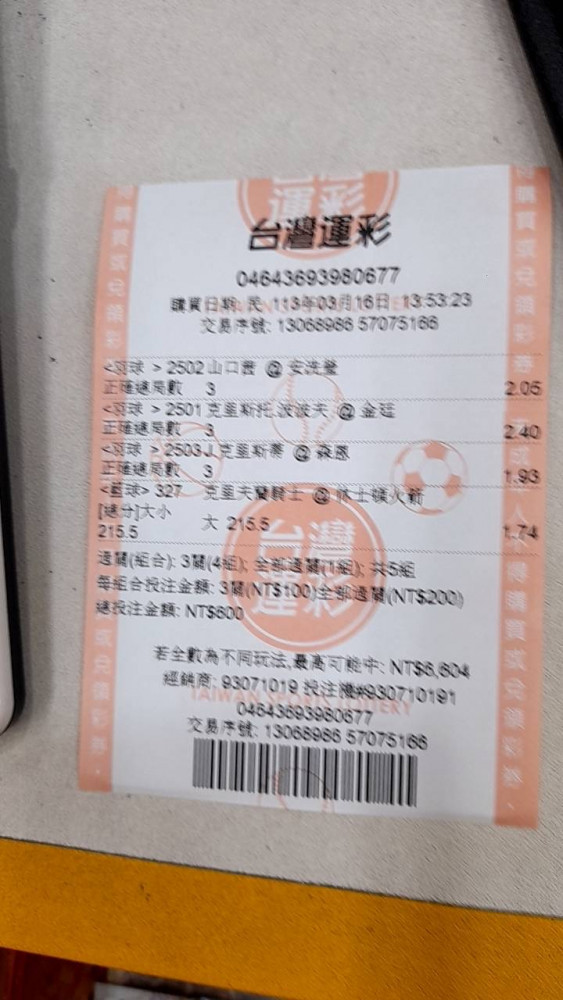 台灣運彩
04643693980677
購買日期: 民 113年03月16日 13:53:23
交易序號: 13068986 57075166
<羽球 > 2502 山口茜 @ 安洗瑩
正確總局數 3 2.05
<羽球 > 2501 克里斯托.波波夫 @ 金廷
正確總局數 3 2.40
<羽球 > 2503 J.克里斯蒂 @ 森恩
正確總局數 3 1.93
<籃球> 327 克里夫蘭騎士 @ 休士頓火箭
[總分]大小
215.5 大 215.5 1.74
過關(組合): 3關(4組); 全部過關(1組); 共5組
每組合投注金額: 3關(NT$100)全部過關(NT$200)
總投注金額: NT$600
若全數為不同玩法,最高可能中: NT$6,604
經銷商: 93071019 投注機#930710191
TAIWAN SPORTS LOTTERY
04643693980677
交易序號: 13068986 57075166